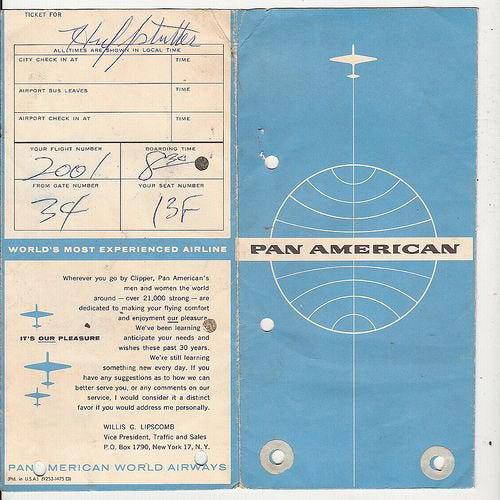 TICKET FOR
Huffstutter
ALL TIMES ARE SHOWN IN LOCAL TIME
CITY CHECK IN AT TIME
AIRPORT BUS LEAVES TIME
AIRPORT CHECK IN AT TIME
YOUR FLIGHT NUMBER BOARDING TIME
2001 8:30
FROM GATE NUMBER YOUR SEAT NUMBER
34 13F
WORLD'S MOST EXPERIENCED AIRLINE
Wherever you go by Clipper, Pan American's
men and women the world
around — over 21,000 strong — are
dedicated to making your flying comfort
and enjoyment our pleasure.
We've been learning
IT'S OUR PLEASURE
anticipate your needs and
wishes these past 30 years.
We're still learning
something new every day. If you
have any suggestions as to how we can
better serve you, or any comments on our
service, I would consider it a distinct
favor if you would address me personally.
WILLIS G. LIPSCOMB
Vice President, Traffic and Sales
P.O. Box 1790, New York 17, N.Y.
PAN AMERICAN WORLD AIRWAYS
PAN AMERICAN